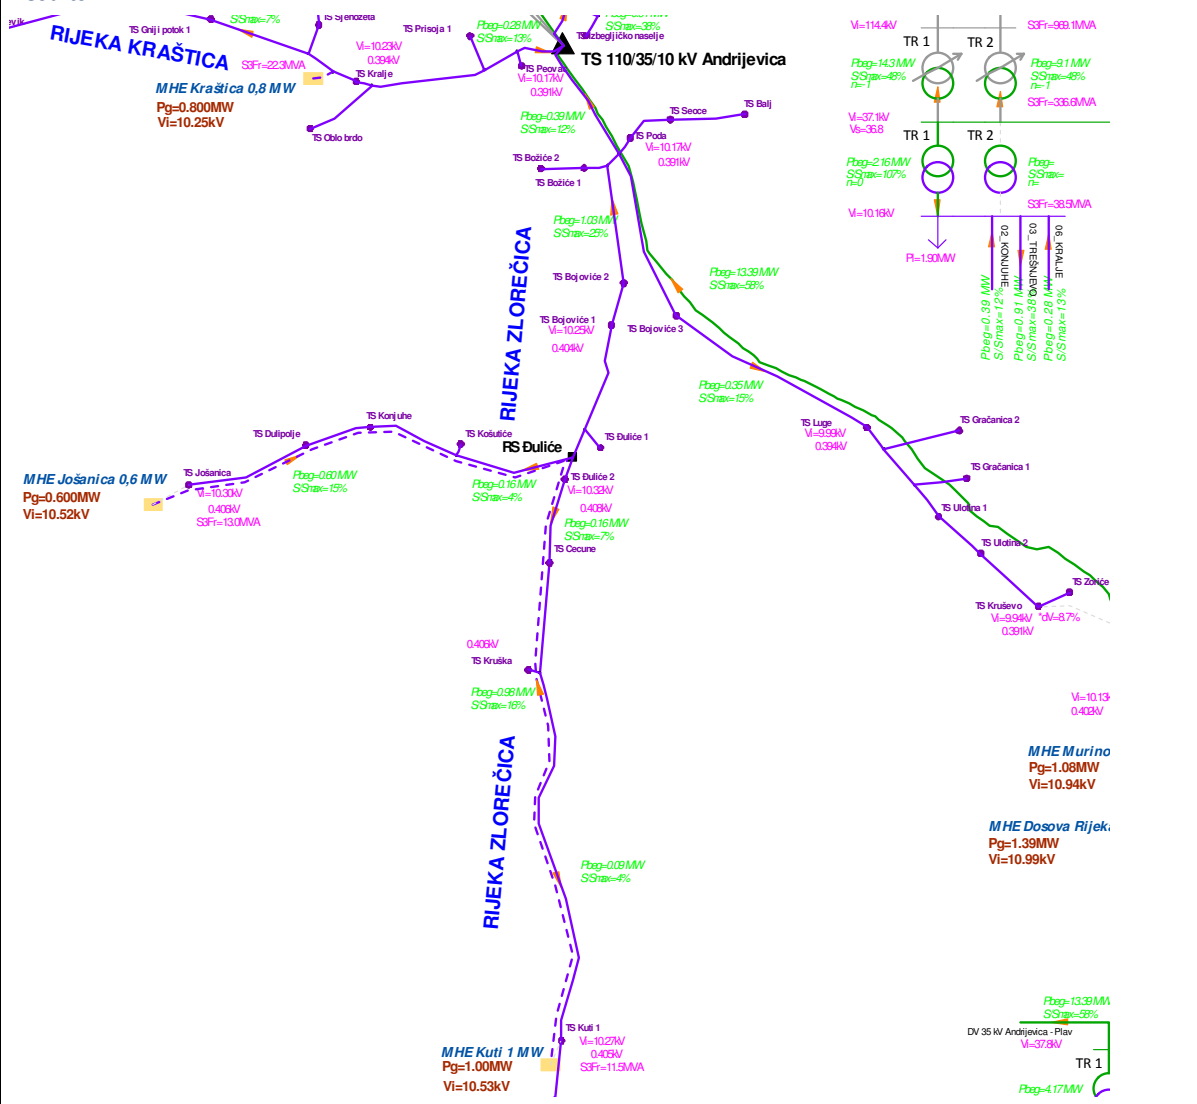 TS Gnjili potok 1
S/Smax=7%
TS Sjenožeta
RIJEKA KRAŠTICA
S3Fr=22.3MVA
Vi=10.23kV
0.394kV
TS Kralje
TS Prisoja 1
Pbeg=0.28 MW
S/Smax=13%
MHE Kraštica 0,8 MW
Pg=0.800MW
Vi=10.25kV
TS Oblo brdo
TS Peovac
Vi=10.17kV
0.391kV
S/Smax=38%
TS Izbegljičko naselje
TS 110/35/10 kV Andrijevica
Pbeg=0.39 MW
S/Smax=12%
TS Seoce
TS Balj
TS Poda
Vi=10.17kV
0.391kV
TS Božiće 2
TS Božiće 1
Pbeg=1.03 MW
S/Smax=25%
RIJEKA ZLOREČICA
TS Bojoviće 2
TS Bojoviće 1
Vi=10.25kV
0.404kV
TS Bojoviće 3
Pbeg=13.39 MW
S/Smax=58%
Pbeg=0.35 MW
S/Smax=15%
Vi=114.4kV
TR 1
TR 2
S3Fr=969.1MVA
Pbeg=14.3 MW
S/Smax=48%
n=-1
Pbeg=9.1 MW
S/Smax=48%
n=-1
S3Fr=336.6MVA
Vi=37.1kV
Vs=36.8
TR 1
TR 2
Pbeg=2.16 MW
S/Smax=107%
n=0
Pbeg=
S/Smax=
n=
S3Fr=38.5MVA
Vi=10.16kV
Pl=1.90MW
02_KONJUHE
03_TREŠNJEVO
06_KRALJE
Pbeg=0.39 MW
S/Smax=12%
Pbeg=0.91 MW
S/Smax=38%
Pbeg=0.28 MW
S/Smax=13%
TS Luge
Vi=9.99kV
0.394kV
TS Gračanica 2
TS Gračanica 1
TS Ulotina 1
TS Ulotina 2
TS Zoriće
TS Kruševo
Vi=9.94kV
*dV=8.7%
0.391kV
TS Konjuhe
TS Dulipolje
TS Košutiće
RS Đuliće
TS Đuliće 1
TS Jošanica
MHE Jošanica 0,6 MW
Pg=0.600MW
Vi=10.52kV
Vi=10.30kV
0.406kV
S3Fr=13.0MVA
Pbeg=0.60 MW
S/Smax=15%
Pbeg=0.16 MW
S/Smax=4%
TS Đuliće 2
Vi=10.32kV
0.408kV
Pbeg=0.16 MW
S/Smax=7%
TS Cecune
0.406kV
TS Kruška
Pbeg=0.98 MW
S/Smax=16%
RIJEKA ZLOREČICA
Pbeg=0.09 MW
S/Smax=4%
Vi=10.13
0.402kV
MHE Murino
Pg=1.08MW
Vi=10.94kV
MHE Dosova Rijeka
Pg=1.39MW
Vi=10.99kV
TS Kuti 1
Vi=10.27kV
0.405kV
S3Fr=11.5MVA
MHE Kuti 1 MW
Pg=1.00MW
Vi=10.53kV
Pbeg=13.39 MW
S/Smax=58%
DV 35 kV Andrijevica - Plav
Vi=37.8kV
TR 1
Pbeg=4.17 MW